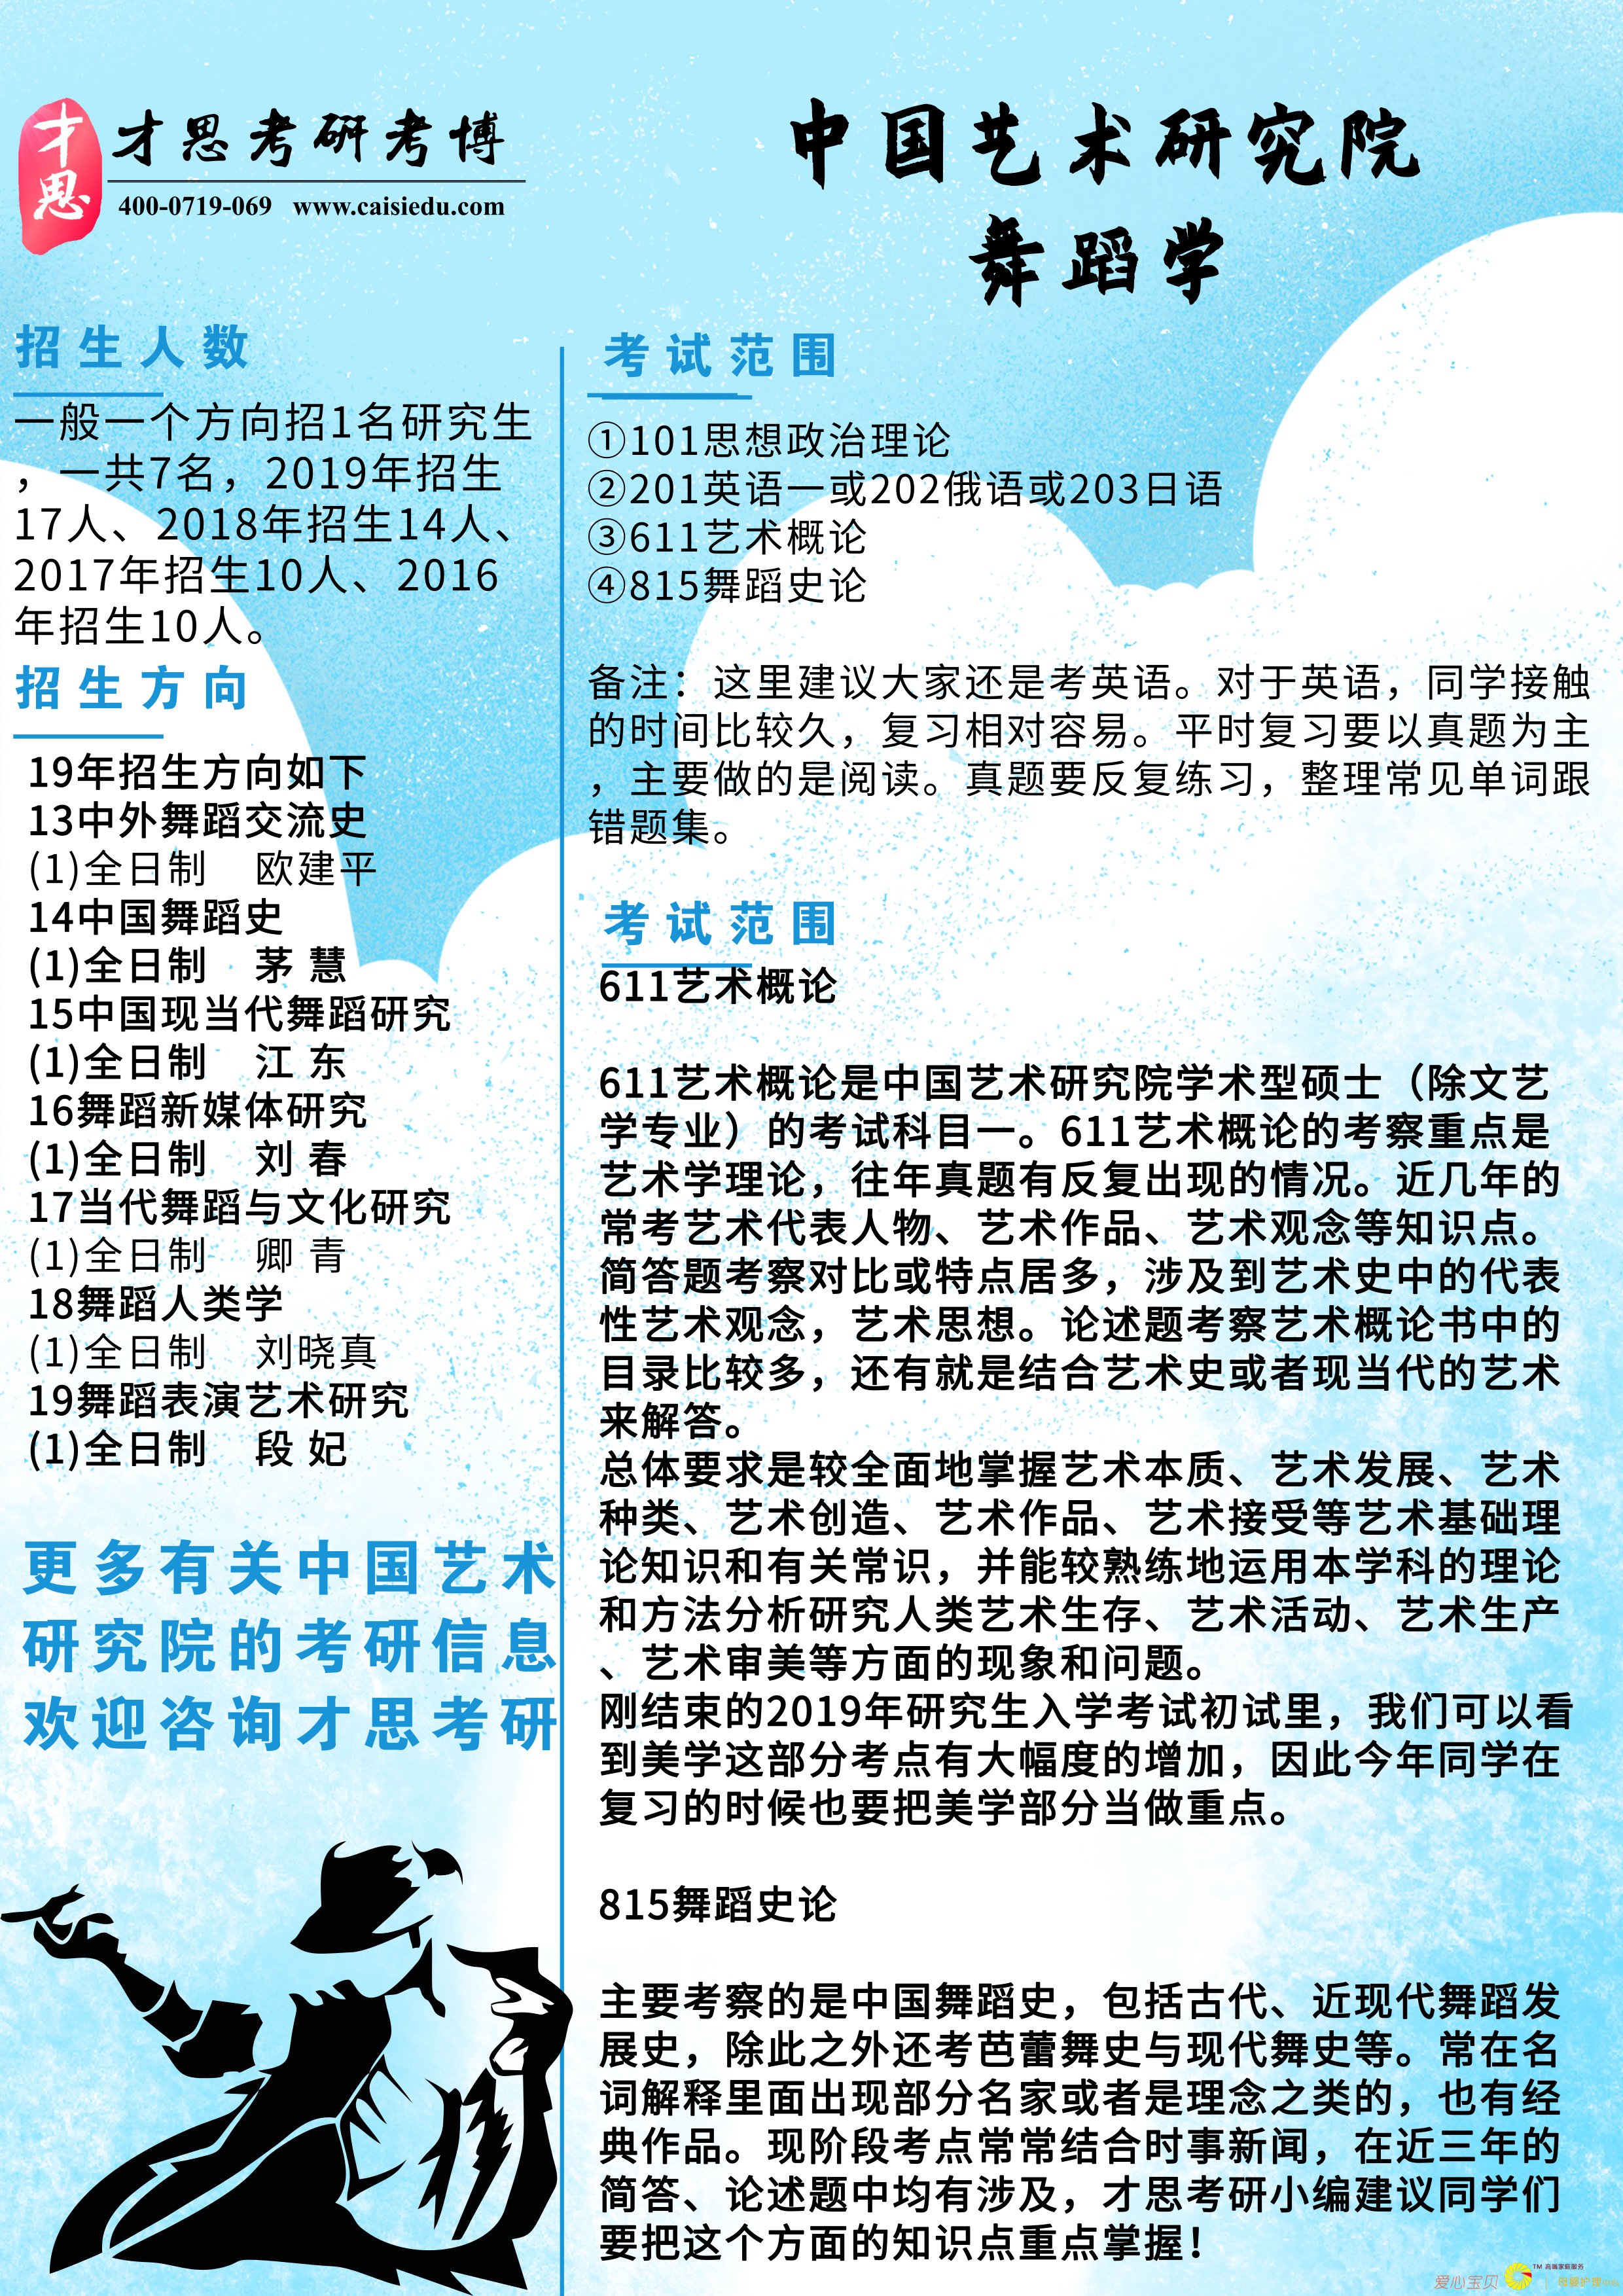 才思
才思考研考博
400-0719-069 www.caisiedu.com
中国艺术研究院
舞蹈学
招生人数
一般一个方向招1名研究生
，一共7名，2019年招生
17人、2018年招生14人、
2017年招生10人、2016
年招生10人。
招生方向
19年招生方向如下
13中外舞蹈交流史
(1)全日制 欧建平
14中国舞蹈史
(1)全日制 茅 慧
15中国现当代舞蹈研究
(1)全日制 江 东
16舞蹈新媒体研究
(1)全日制 刘 春
17当代舞蹈与文化研究
(1)全日制 卿 青
18舞蹈人类学
(1)全日制 刘晓真
19舞蹈表演艺术研究
(1)全日制 段 妃
更多有关中国艺术
研究院的考研信息
欢迎咨询才思考研
考试范围
①101思想政治理论
②201英语一或202俄语或203日语
③611艺术概论
④815舞蹈史论
备注：这里建议大家还是考英语。对于英语，同学接触
的时间比较久，复习相对容易。平时复习要以真题为主
，主要做的是阅读。真题要反复练习，整理常见单词跟
错题集。
考试范围
611艺术概论
611艺术概论是中国艺术研究院学术型硕士（除文艺
学专业）的考试科目一。611艺术概论的考察重点是
艺术学理论，往年真题有反复出现的情况。近几年的
常考艺术代表人物、艺术作品、艺术观念等知识点。
简答题考察对比或特点居多，涉及到艺术史中的代表
性艺术观念，艺术思想。论述题考察艺术概论书中的
目录比较多，还有就是结合艺术史或者现当代的艺术
来解答。
总体要求是较全面地掌握艺术本质、艺术发展、艺术
种类、艺术创造、艺术作品、艺术接受等艺术基础理
论知识和有关常识，并能较熟练地运用本学科的理论
和方法分析研究人类艺术生存、艺术活动、艺术生产
、艺术审美等方面的现象和问题。
刚结束的2019年研究生入学考试初试里，我们可以看
到美学这部分考点有大幅度的增加，因此今年同学在
复习的时候也要把美学部分当做重点。
815舞蹈史论
主要考察的是中国舞蹈史，包括古代、近现代舞蹈发
展史，除此之外还考芭蕾舞史与现代舞史等。常在名
词解释里面出现部分名家或者是理念之类的，也有经
典作品。现阶段考点常常结合时事新闻，在近三年的
简答、论述题中均有涉及，才思考研小编建议同学们
要把这个方面的知识点重点掌握！
爱心宝贝
TM 高端家庭服务